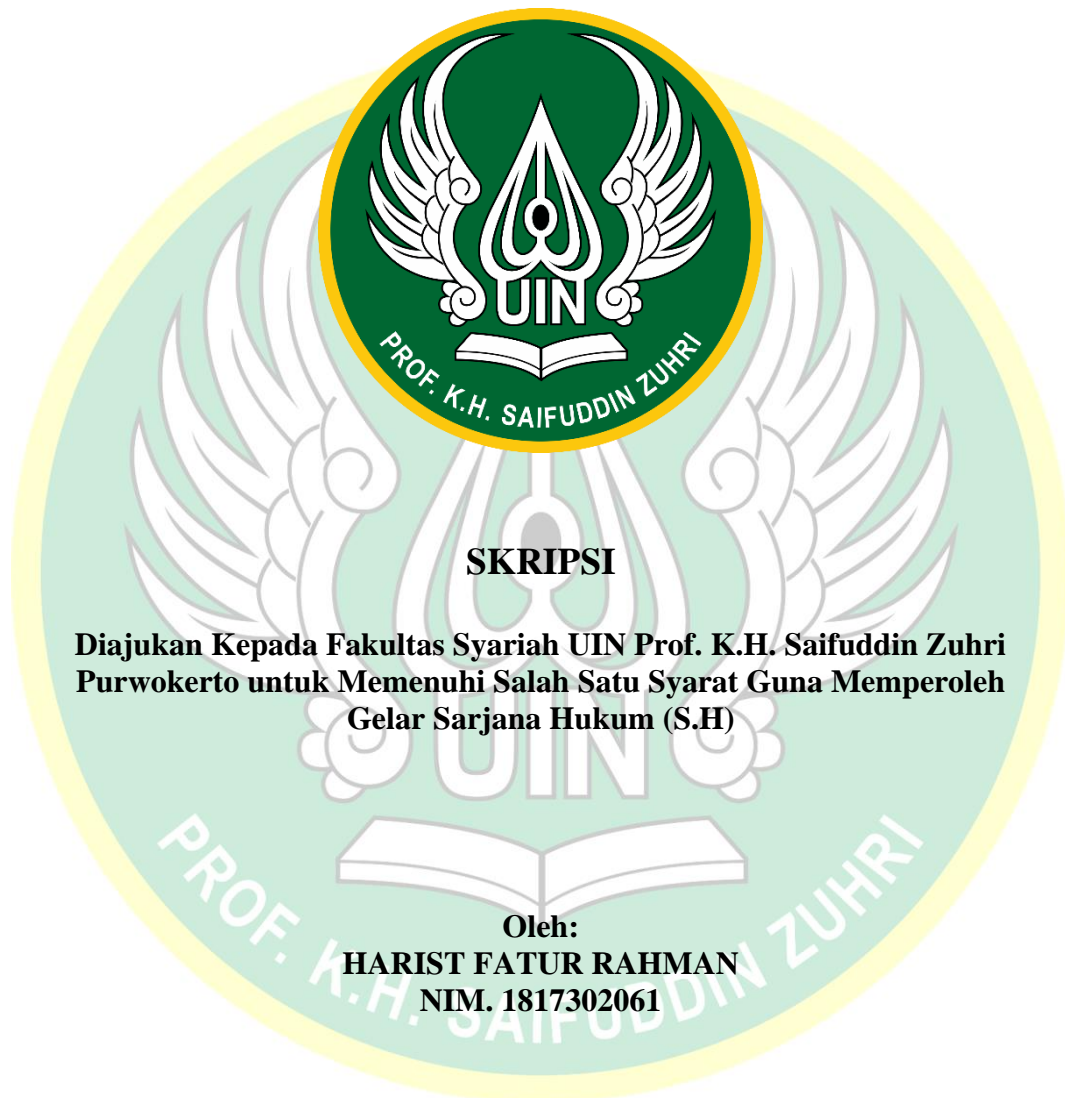 UIN
PROF. K.H. SAIFUDDIN ZUHRI
SKRIPSI
Diajukan Kepada Fakultas Syariah UIN Prof. K.H. Saifuddin Zuhri
Purwokerto untuk Memenuhi Salah Satu Syarat Guna Memperoleh
Gelar Sarjana Hukum (S.H)
UIN
PROF. K.H. SAIFUDDIN ZUHRI
Oleh:
HARIST FATUR RAHMAN
NIM. 1817302061